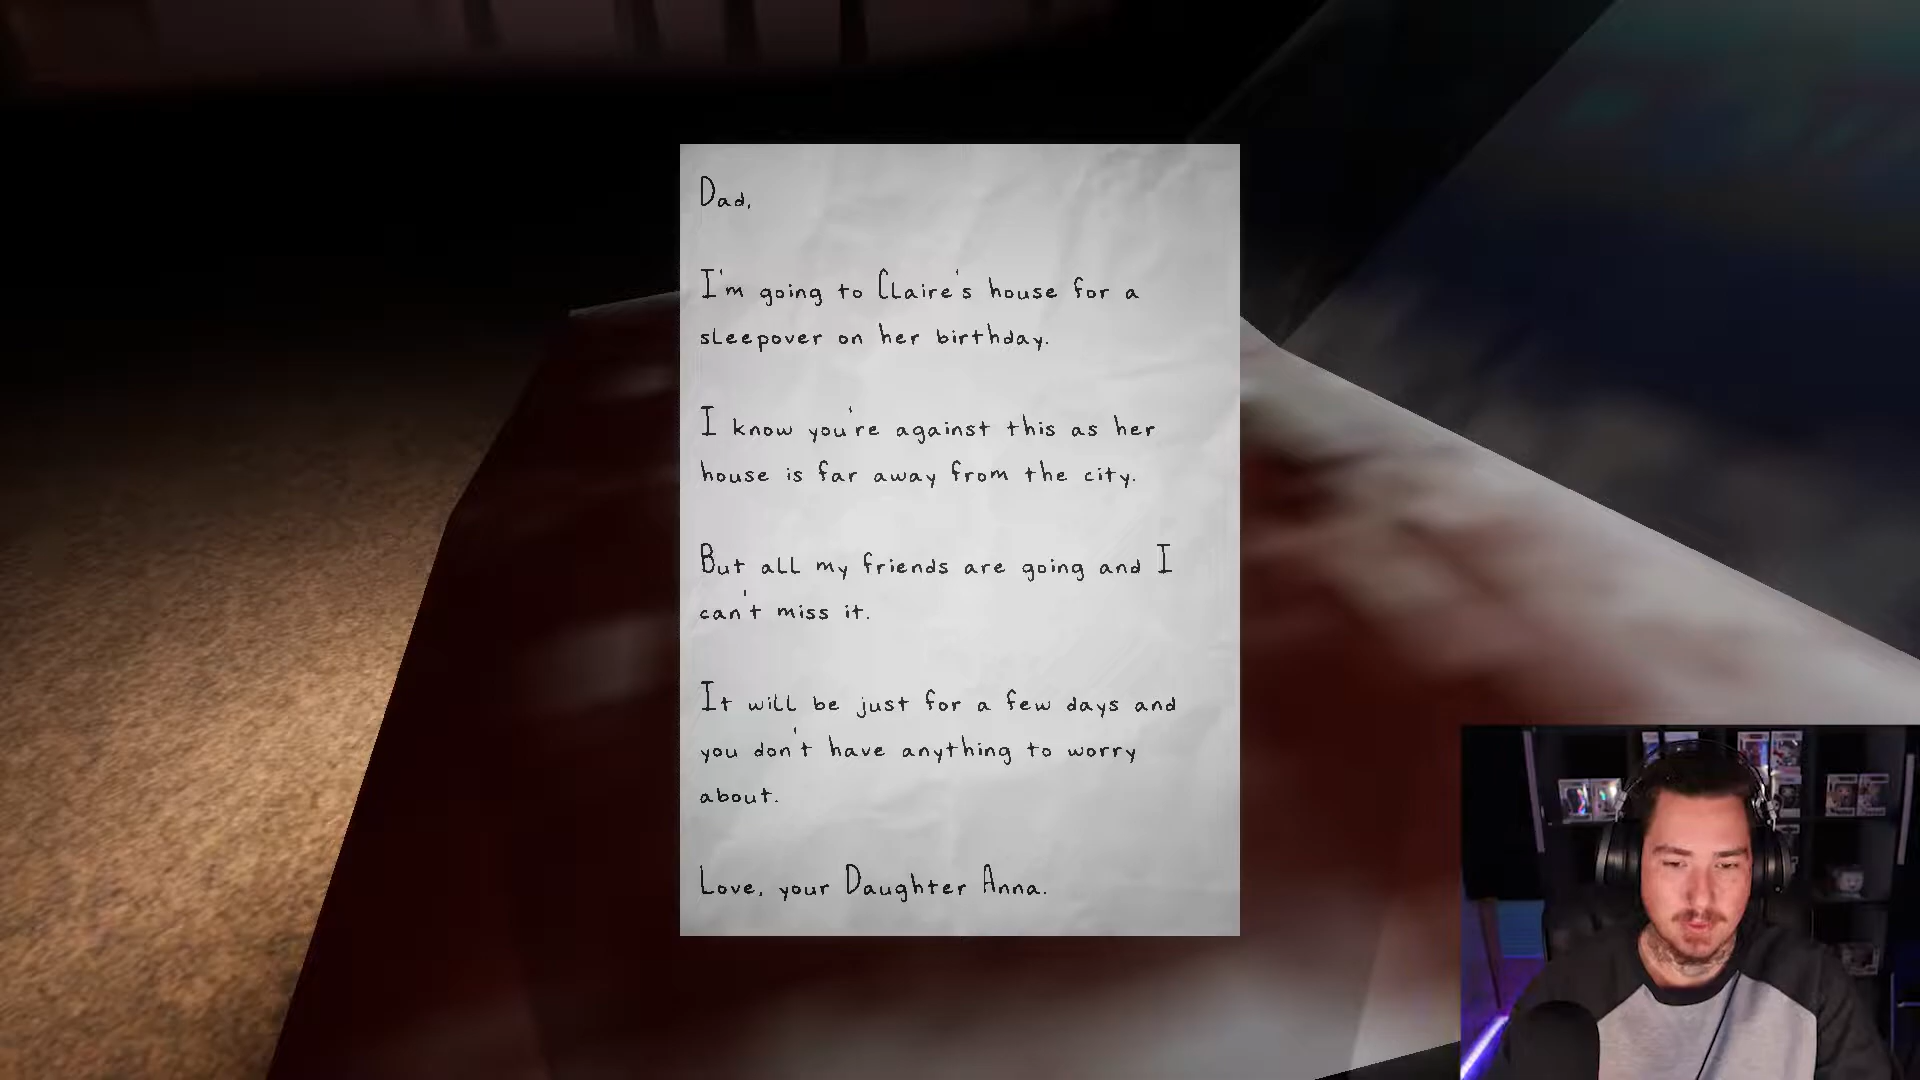 Dad,
I'm going to Claire's house for a
sleepover on her birthday.
I know you're against this as her
house is far away from the city.
But all my friends are going and I
can't miss it.
It will be just for a few days and
you don't have anything to worry
about.
Love, your Daughter Anna.